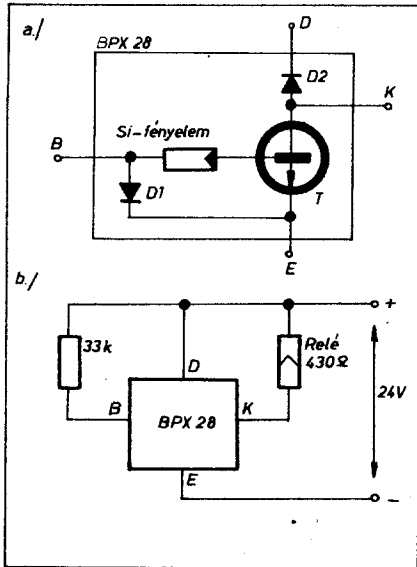 a./
D
BPX 28
D2
K
Si-fényelem
B
D1
T
E
b./
+
33k
D
Relé
430Ω
24V
B
BPX 28
K
E
-